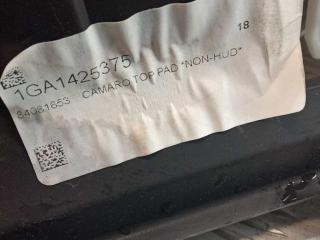 18
1GA1425375
84081653 CAMARO TOP PAD *NON-HUD*